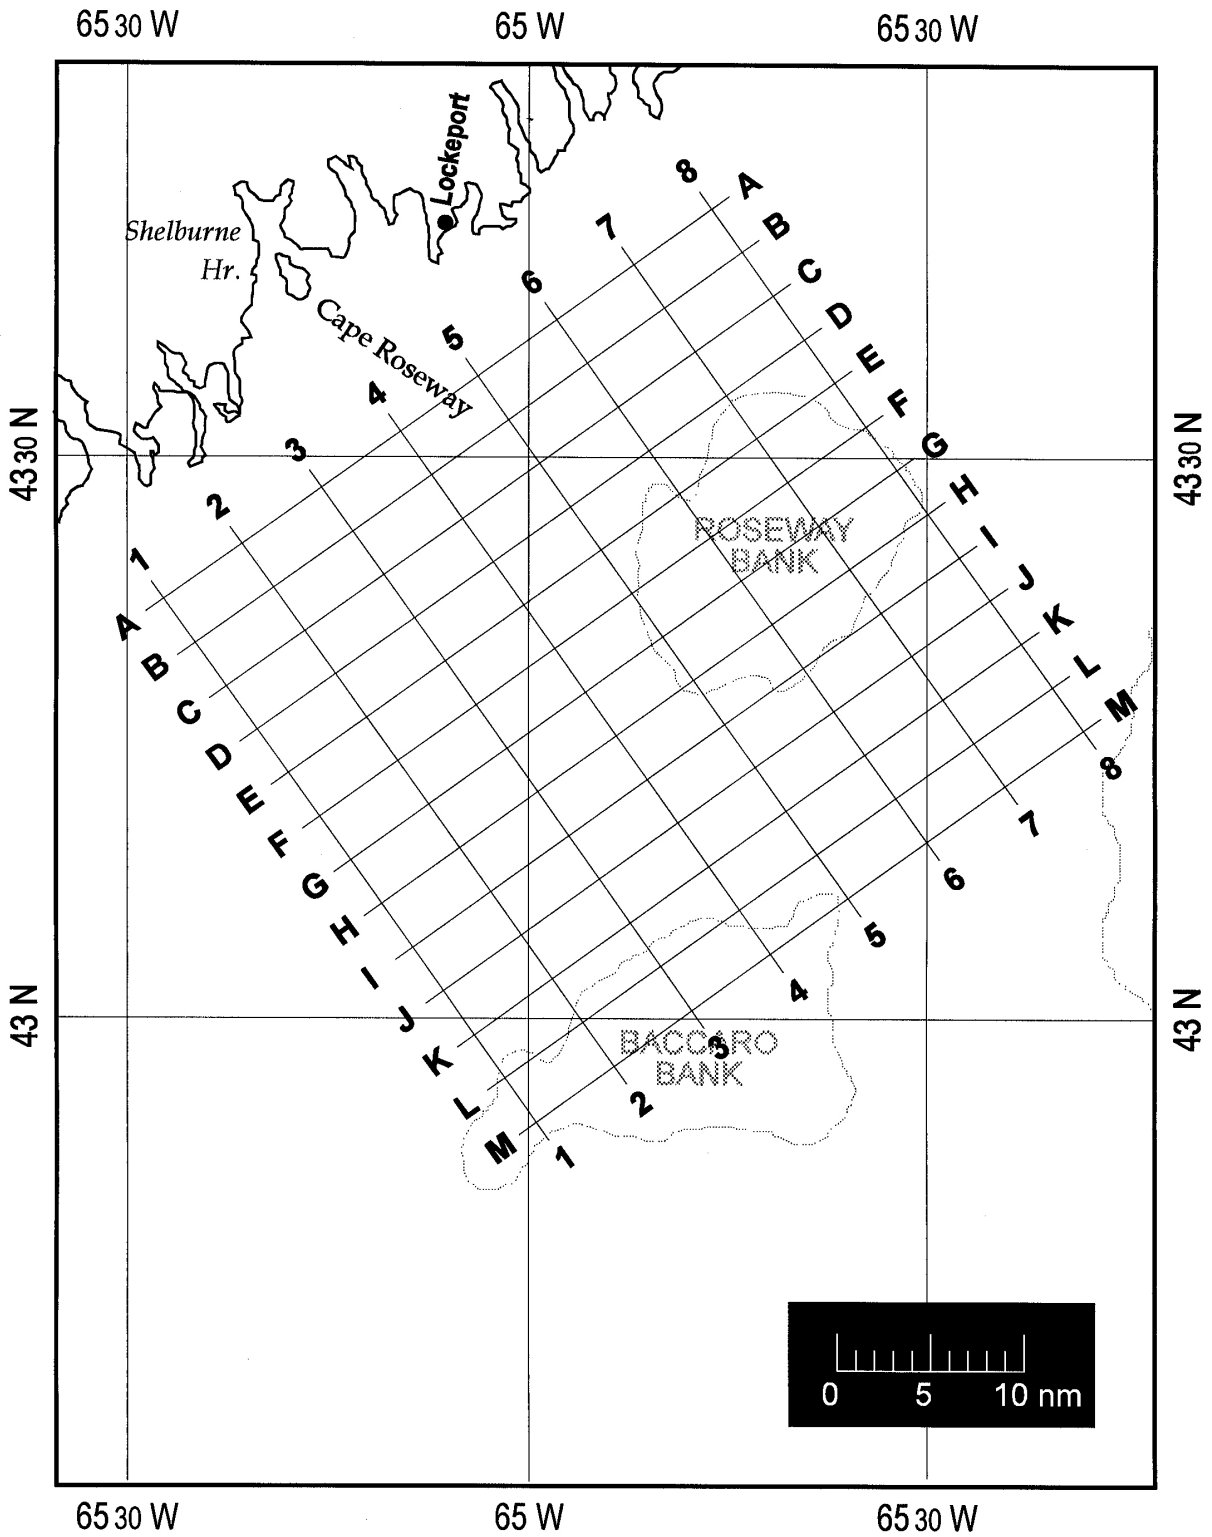 65 30 W 65 W 65 30 W
Lockeport
8
A
7
B
Shelburne
Hr.
6
C
Cape Roseway
D
5
E
4
F
43 30 N
3
G
43 30 N
2
H
ROSEWAY
BANK
I
1
J
A
K
B
L
C
M
D
8
E
7
F
6
G
H
5
I
4
43 N
J
43 N
K
3
BACCARO
BANK
L
2
M
1
0 5 10 nm
65 30 W 65 W 65 30 W